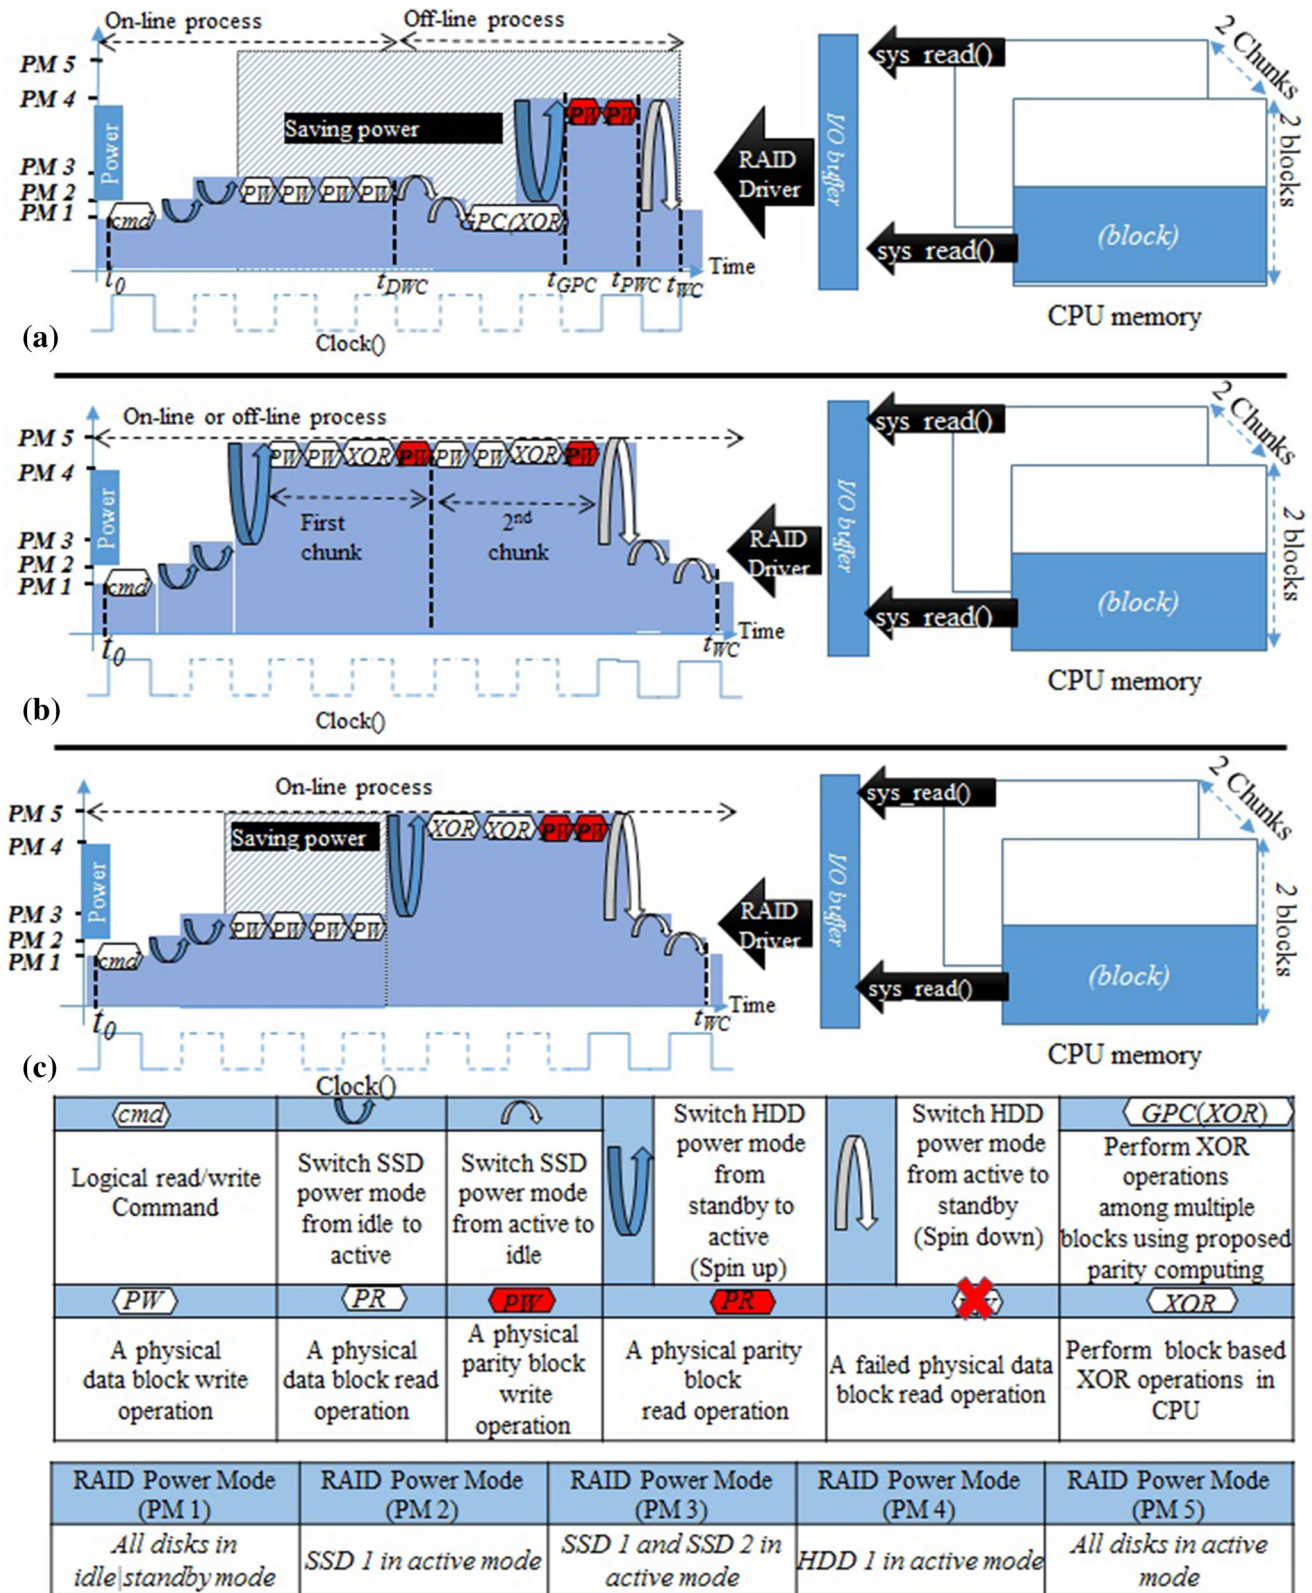 On-line process
Off-line process
PM 5
PM 4
PM 3
PM 2
PM 1
Power
Saving power
cmd
PW
PW
PW
PW
GPC(XOR)
PW
PW
t0
tDWC
tGPC
tPWC
tWC
Time
Clock()
(a)
RAID
Driver
I/O buffer
sys_read()
sys_read()
2 Chunks
2 blocks
(block)
CPU memory
On-line or off-line process
PM 5
PM 4
PM 3
PM 2
PM 1
Power
cmd
PW
PW
XOR
PW
PW
PW
XOR
PW
First
chunk
2nd
chunk
t0
tWC
Time
Clock()
(b)
RAID
Driver
I/O buffer
sys_read()
sys_read()
2 Chunks
2 blocks
(block)
CPU memory
On-line process
PM 5
PM 4
PM 3
PM 2
PM 1
Power
Saving power
cmd
PW
PW
PW
PW
XOR
XOR
PW
PW
t0
tWC
Time
Clock()
(c)
RAID
Driver
I/O buffer
sys_read()
sys_read()
2 Chunks
2 blocks
(block)
CPU memory
cmd
Logical read/write
Command
Switch SSD
power mode
from idle to
active
Switch SSD
power mode
from active to
idle
Switch HDD
power mode
from
standby to
active
(Spin up)
Switch HDD
power mode
from active to
standby
(Spin down)
GPC(XOR)
Perform XOR
operations
among multiple
blocks using proposed
parity computing
PW
A physical
data block write
operation
PR
A physical
data block read
operation
PW
A physical
parity block
write
operation
PR
A physical parity
block
read operation
A failed physical data
block read operation
XOR
Perform block based
XOR operations in
CPU
RAID Power Mode
(PM 1)
RAID Power Mode
(PM 2)
RAID Power Mode
(PM 3)
RAID Power Mode
(PM 4)
RAID Power Mode
(PM 5)
All disks in
idle|standby mode
SSD 1 in active mode
SSD 1 and SSD 2 in
active mode
HDD 1 in active mode
All disks in active
mode